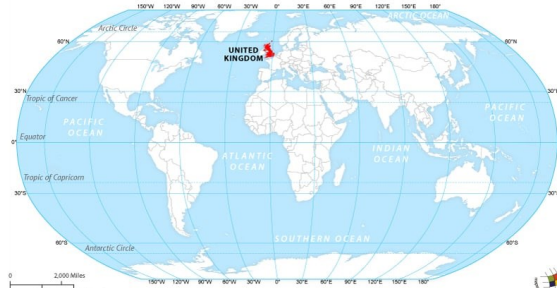 150°W 120°W 90°W 60°W 30°W 0° 30°E 60°E 90°E 120°E 150°E 180°
ARCTIC OCEAN
Arctic Circle
60°N 60°N
UNITED
KINGDOM
30°N 30°N
Tropic of Cancer
PACIFIC
OCEAN
PACIFIC
OCEAN
Equator
0° 0°
ATLANTIC
OCEAN
INDIAN
OCEAN
Tropic of Capricorn
30°S 30°S
SOUTHERN OCEAN
60°S 60°S
Antarctic Circle
0 2,000 Miles
150°W 120°W 90°W 60°W 30°W 0° 30°E 60°E 90°E 120°E 150°E 180°